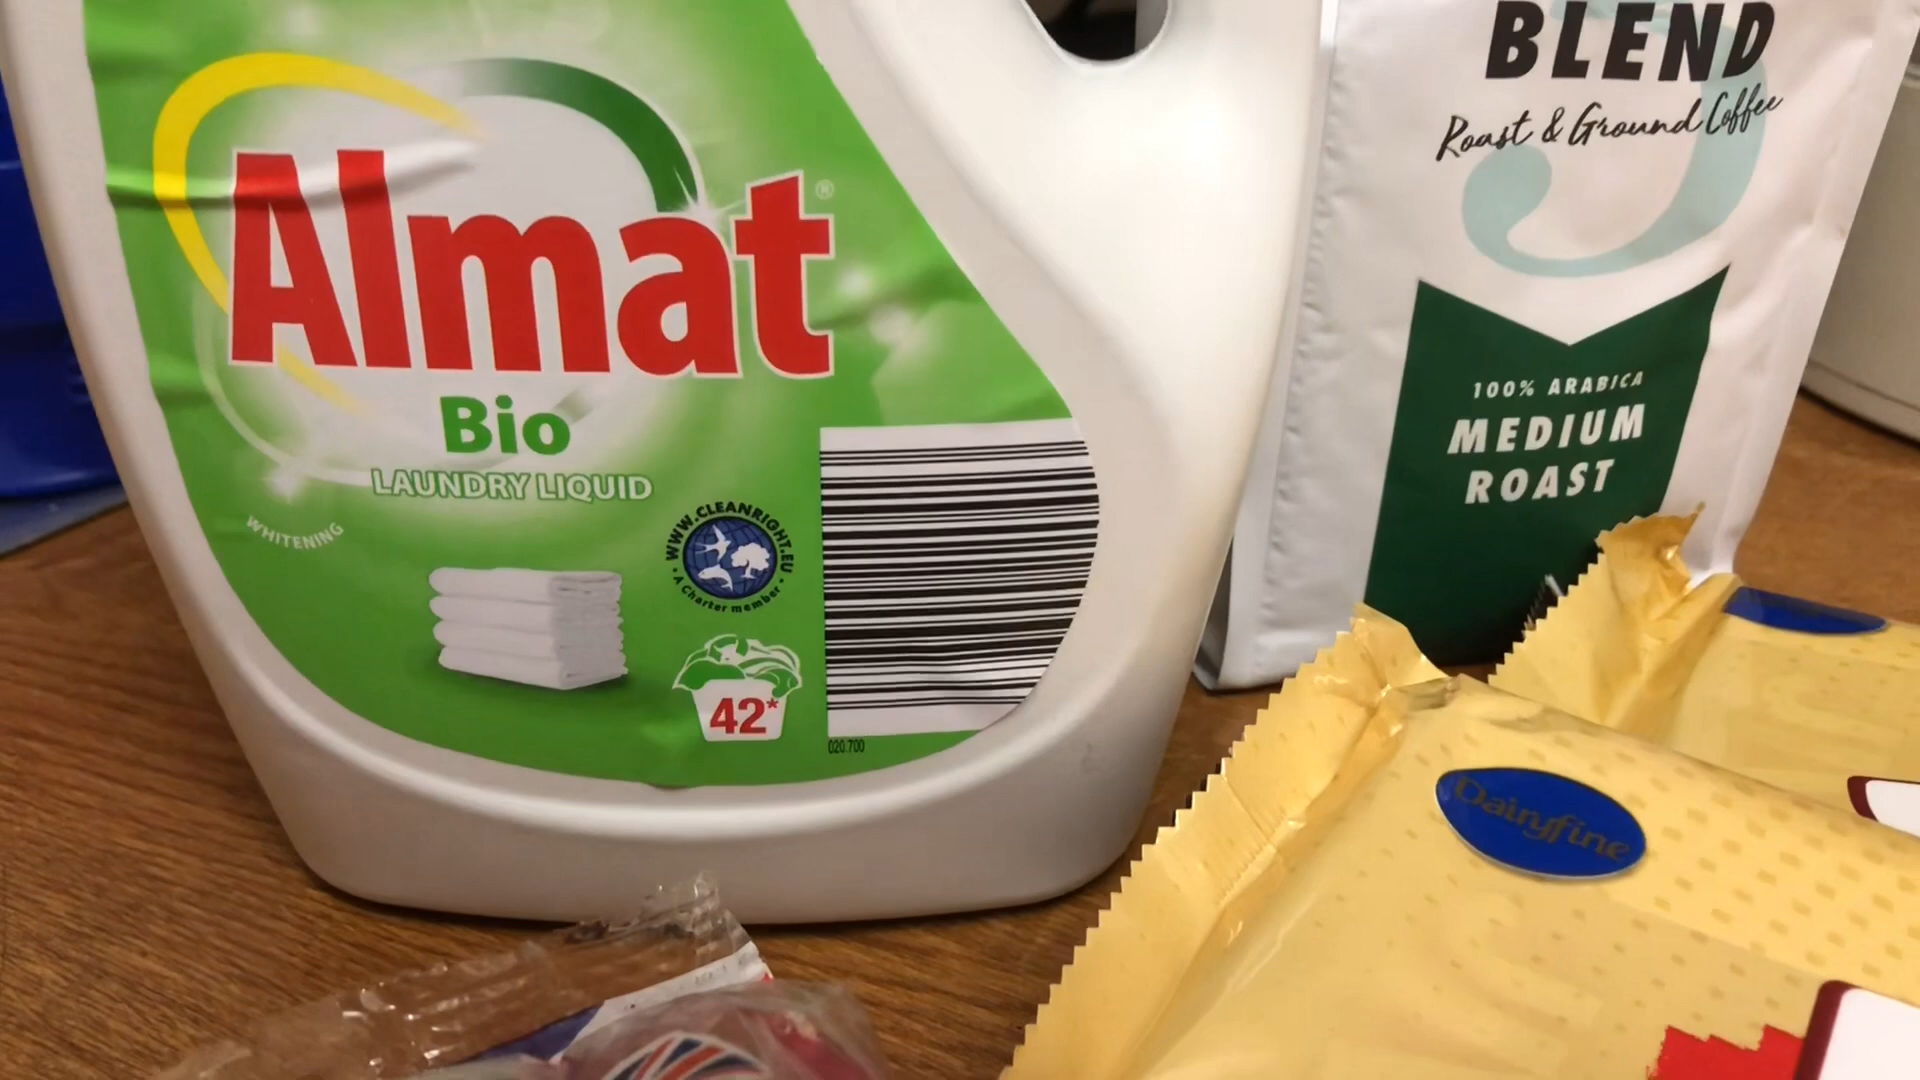 Almat®
Bio
LAUNDRY LIQUID
WHITENING
WWW.CLEANRIGHT.EU
• A Charter member •
42*
020.700
BLEND
Roast & Ground Coffee
3
100% ARABICA
MEDIUM
ROAST
Dairyfine